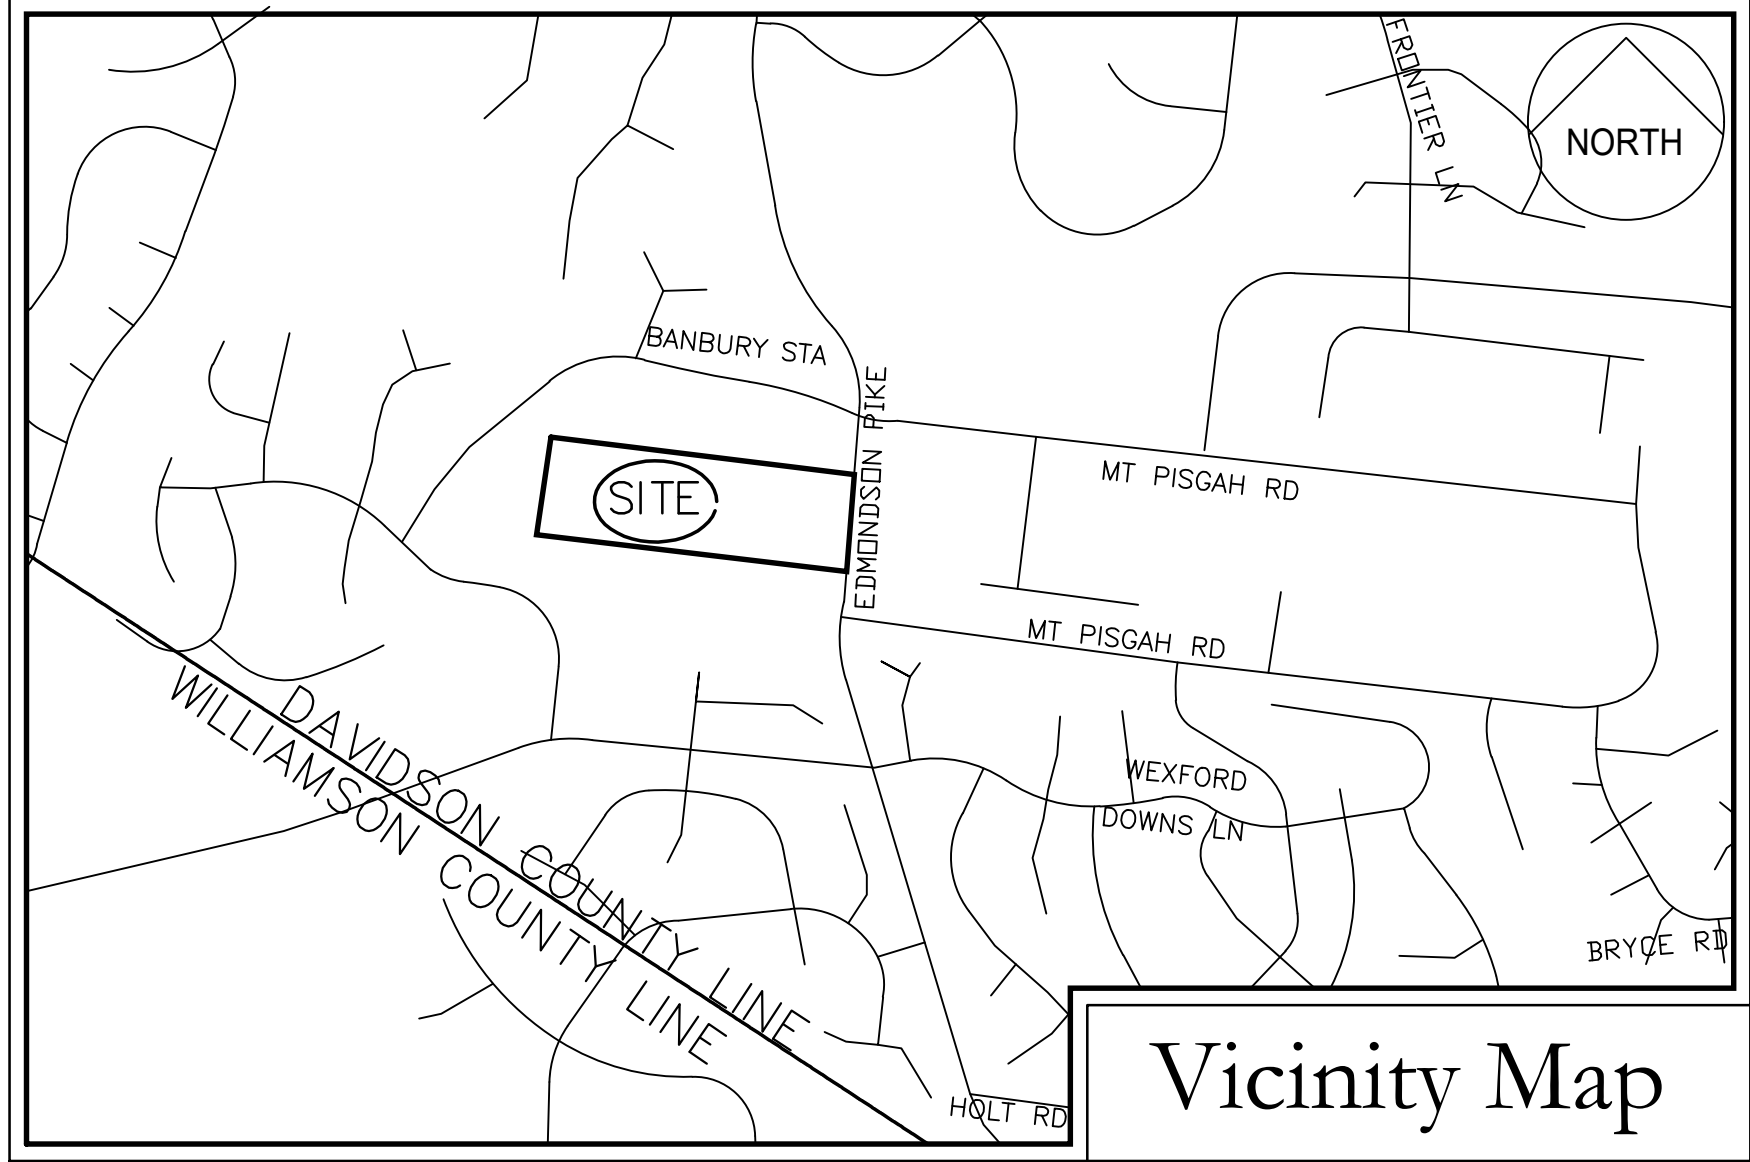 FRONTIER LN
NORTH
BANBURY STA
EDMONDSON PIKE
SITE
MT PISGAH RD
MT PISGAH RD
DAVIDSON COUNTY LINE
WILLIAMSON COUNTY LINE
WEXFORD
DOWNS LN
BRYCE RD
HOLT RD
Vicinity Map